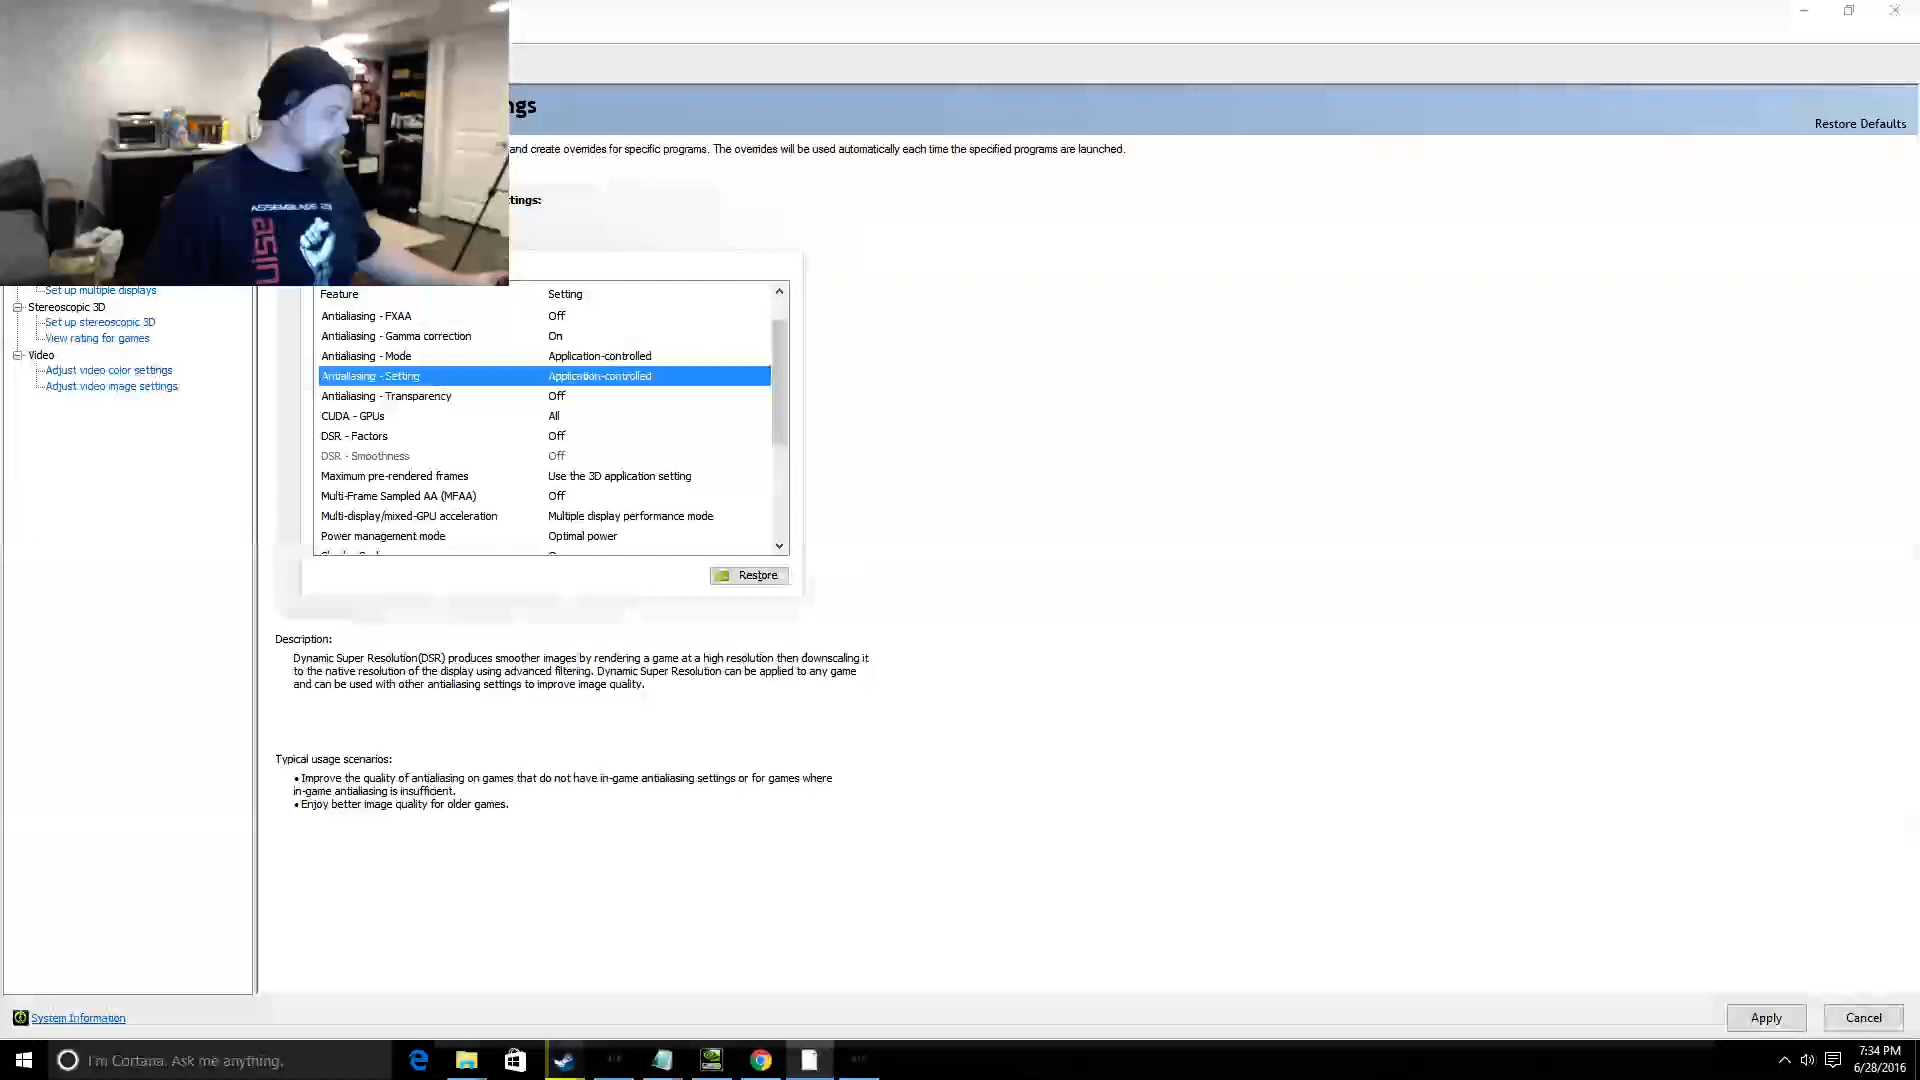 ngs
Restore Defaults
and create overrides for specific programs. The overrides will be used automatically each time the specified programs are launched.
ttings:
asin
Set up multiple displays
Stereoscopic 3D
Set up stereoscopic 3D
View rating for games
Video
Adjust video color settings
Adjust video image settings
Feature Setting
Antialiasing - FXAA Off
Antialiasing - Gamma correction On
Antialiasing - Mode Application-controlled
Antialiasing - Setting Application-controlled
Antialiasing - Transparency Off
CUDA - GPUs All
DSR - Factors Off
DSR - Smoothness Off
Maximum pre-rendered frames Use the 3D application setting
Multi-Frame Sampled AA (MFAA) Off
Multi-display/mixed-GPU acceleration Multiple display performance mode
Power management mode Optimal power
Restore
Description:
Dynamic Super Resolution(DSR) produces smoother images by rendering a game at a high resolution then downscaling it
to the native resolution of the display using advanced filtering. Dynamic Super Resolution can be applied to any game
and can be used with other antialiasing settings to improve image quality.
Typical usage scenarios:
• Improve the quality of antialiasing on games that do not have in-game antialiasing settings or for games where
in-game antialiasing is insufficient.
• Enjoy better image quality for older games.
System Information
Apply
Cancel
I'm Cortana. Ask me anything.
7:34 PM
6/28/2016